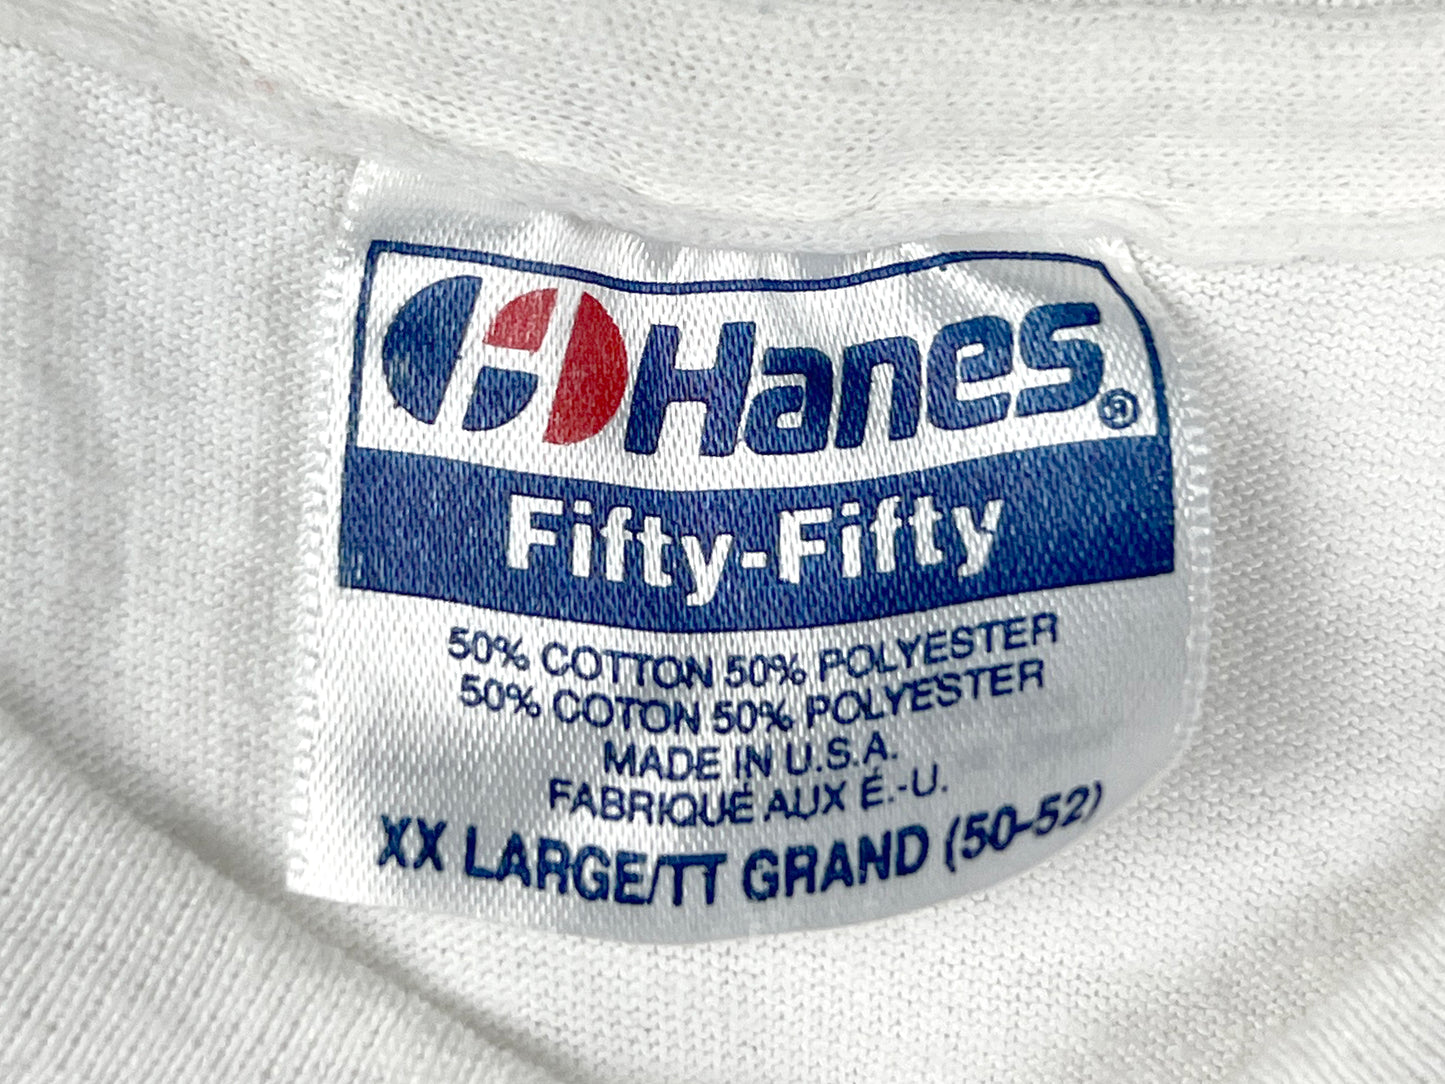 H Hanes®
Fifty-Fifty
50% COTTON 50% POLYESTER
50% COTON 50% POLYESTER
MADE IN U.S.A.
FABRIQUÉ AUX É.-U.
XX LARGE/TT GRAND (50-52)